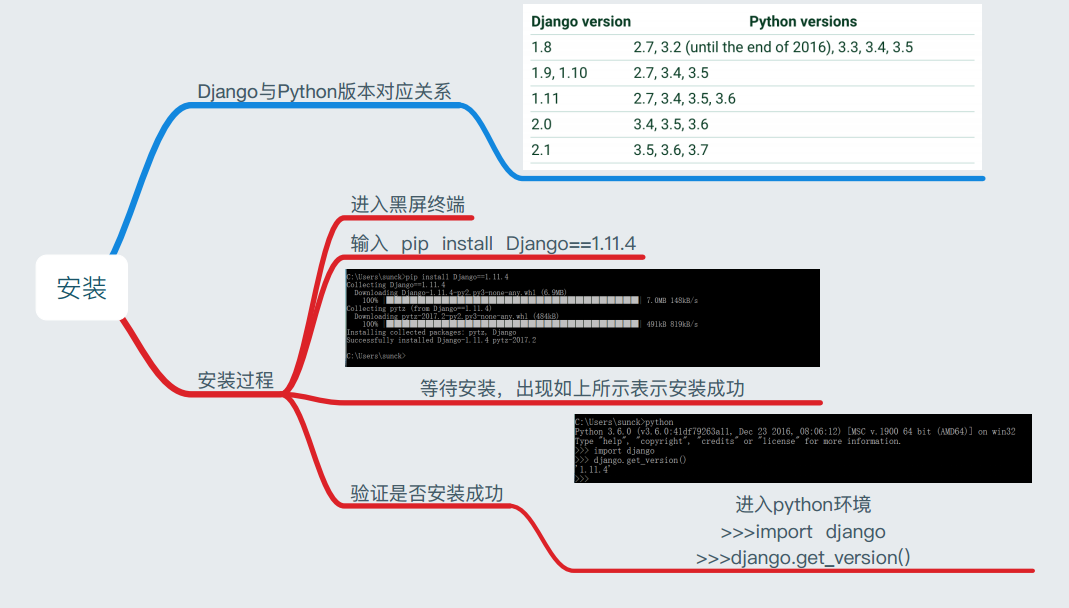 Django version Python versions
1.8 2.7, 3.2 (until the end of 2016), 3.3, 3.4, 3.5
1.9, 1.10 2.7, 3.4, 3.5
1.11 2.7, 3.4, 3.5, 3.6
2.0 3.4, 3.5, 3.6
2.1 3.5, 3.6, 3.7
Django与Python版本对应关系
安装
安装过程
进入黑屏终端
输入 pip install Django==1.11.4
C:\Users\sunck>pip install Django==1.11.4
Collecting Django==1.11.4
Downloading Django-1.11.4-py2.py3-none-any.whl (6.9MB)
100% | | 7.0MB 148kB/s
Collecting pytz (from Django==1.11.4)
Downloading pytz-2017.2-py2.py3-none-any.whl (484kB)
100% | | 491kB 819kB/s
Installing collected packages: pytz, Django
Successfully installed Django-1.11.4 pytz-2017.2
C:\Users\sunck>
等待安装，出现如上所示表示安装成功
验证是否安装成功
C:\Users\sunck>python
Python 3.6.0 (v3.6.0:41df79263a11, Dec 23 2016, 08:06:12) [MSC v.1900 64 bit (AMD64)] on win32
Type "help", "copyright", "credits" or "license" for more information.
>>> import django
>>> django.get_version()
'1.11.4'
>>>
进入python环境
>>>import django
>>>django.get_version()